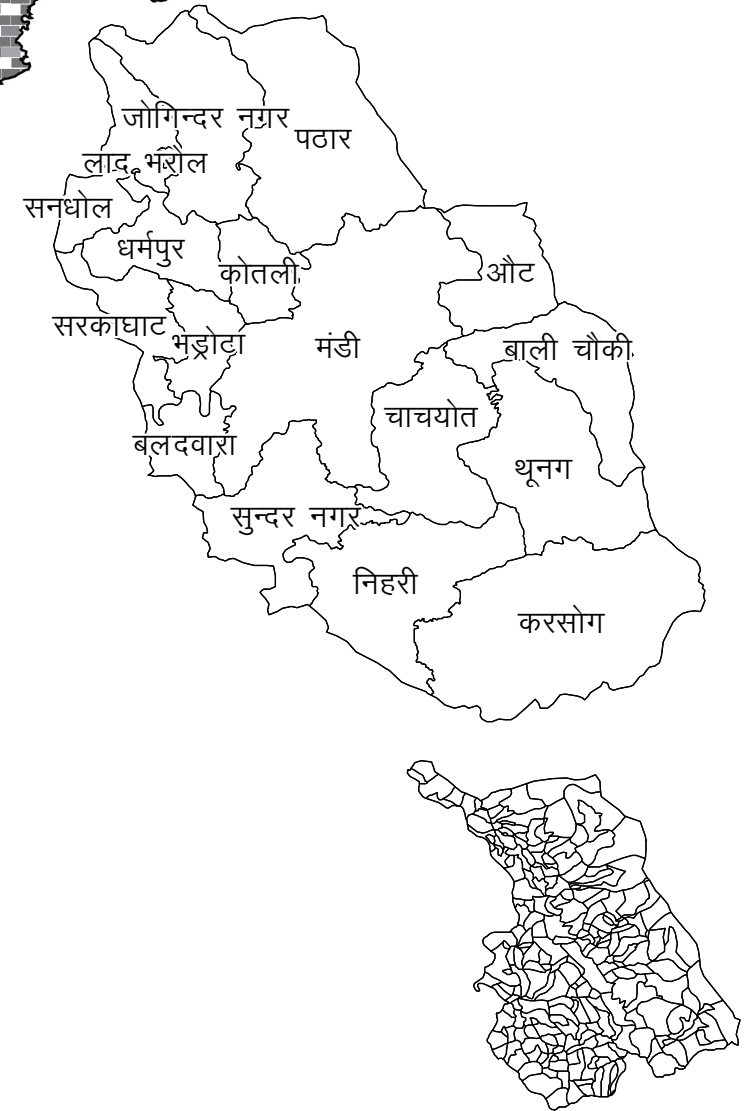 जोगिन्दर नगर
पठार
लाद भरोल
सनधोल
धर्मपुर
कोतली
औट
सरकाघाट
भड्रोटा
मंडी
बाली चौकी
चाचयोत
बलदवारा
थूनग
सुन्दर नगर
निहरी
करसोग